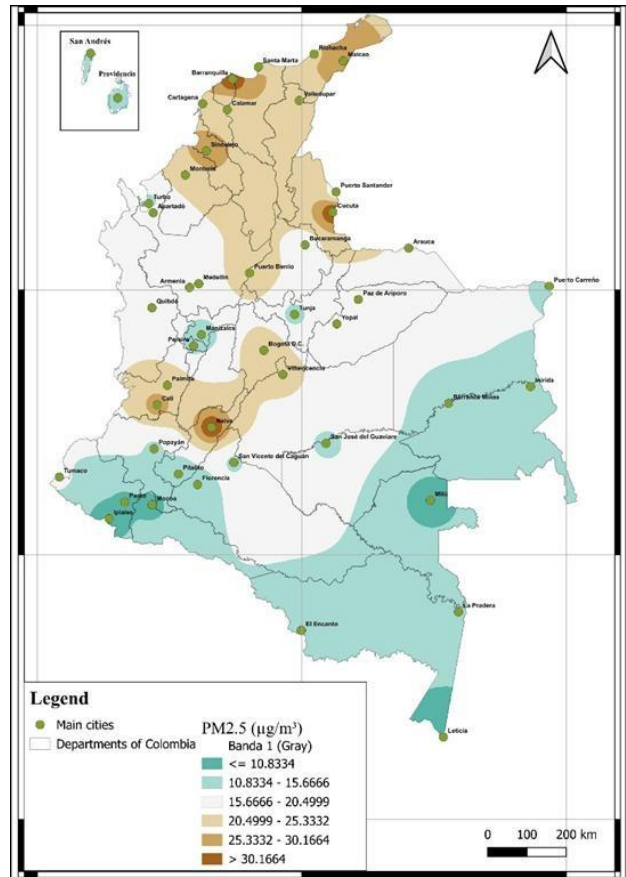 San Andrés
Providencia
Riohacha
Maicao
Santa Marta
Barranquilla
Valledupar
Cartagena
Calamar
Sincelejo
Montería
Puerto Santander
Cucuta
Turbo
Apartadó
Bucaramanga
Arauca
Puerto Berrío
Armenia
Medellín
Puerto Carreño
Paz de Ariporo
Quibdó
Tunja
Yopal
Manizales
Pereira
Bogotá D.C.
Villavicencio
Palmira
Inírida
Cali
Barranco Minas
Neiva
San José del Guaviare
Popayán
San Vicente del Caguán
Tumaco
Pitalito
Florencia
Pasto
Mocoa
Mitú
Ipiales
La Pedrera
El Encanto
Leticia
Legend
Main cities
Departments of Colombia
PM2.5 (µg/m³)
Banda 1 (Gray)
<= 10.8334
10.8334 - 15.6666
15.6666 - 20.4999
20.4999 - 25.3332
25.3332 - 30.1664
> 30.1664
0 100 200 km